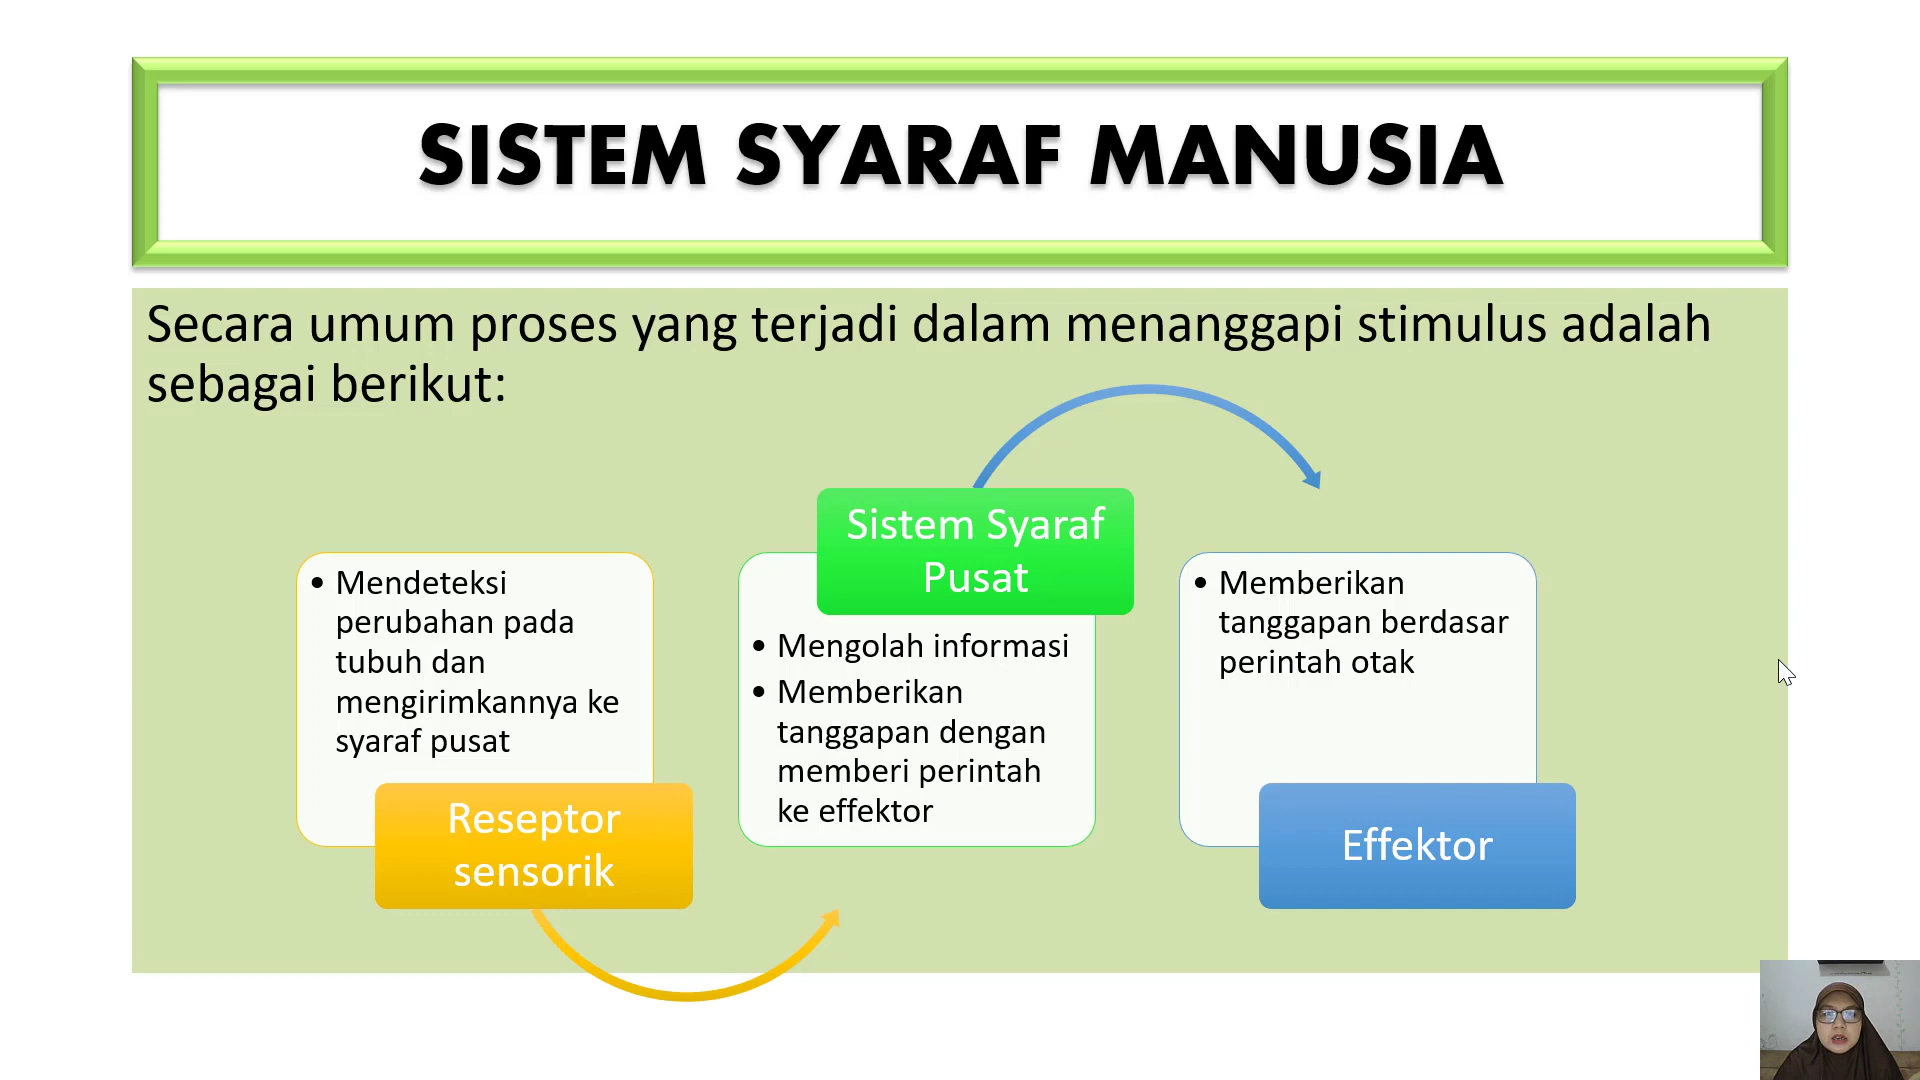 SISTEM SYARAF MANUSIA
Secara umum proses yang terjadi dalam menanggapi stimulus adalah
sebagai berikut:
• Mendeteksi
perubahan pada
tubuh dan
mengirimkannya ke
syaraf pusat
Reseptor
sensorik
Sistem Syaraf
Pusat
• Mengolah informasi
• Memberikan
tanggapan dengan
memberi perintah
ke effektor
• Memberikan
tanggapan berdasar
perintah otak
Effektor